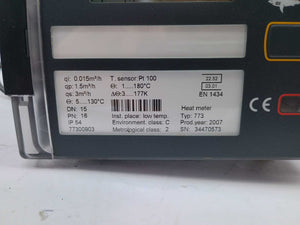 qi: 0.015m³/h T. sensor: Pt 100 22.52
qp: 1.5m³/h Θ: 1.....180°C 03.01
qs: 3m³/h ΔΘ: 3.....177K EN 1434
Θ: 5.....130°C
DN: 15 Heat meter
PN: 16 Inst. place: low temp. Typ: 773
IP 54 Environment. class: C Prod.year: 2007
77300903 Metrological class: 2 SN: 34470573
CE